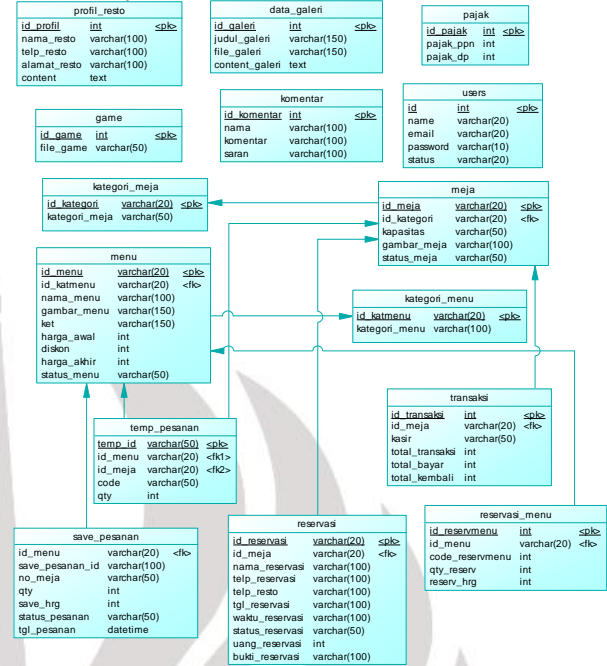 profil_resto
id_profil int <pk>
nama_resto varchar(100)
telp_resto varchar(100)
alamat_resto varchar(100)
content text
data_galeri
id_galeri int <pk>
judul_galeri varchar(150)
file_galeri varchar(150)
content_galeri text
pajak
id_pajak int <pk>
pajak_ppn int
pajak_dp int
game
id_game int <pk>
file_game varchar(50)
komentar
id_komentar int <pk>
nama varchar(100)
komentar varchar(100)
saran varchar(100)
users
id int <pk>
name varchar(20)
email varchar(20)
password varchar(10)
status varchar(20)
kategori_meja
id_kategori varchar(20) <pk>
kategori_meja varchar(50)
meja
id_meja varchar(20) <pk>
id_kategori varchar(20) <fk>
kapasitas varchar(50)
gambar_meja varchar(100)
status_meja varchar(50)
menu
id_menu varchar(20) <pk>
id_katmenu varchar(20) <fk>
nama_menu varchar(100)
gambar_menu varchar(150)
ket varchar(150)
harga_awal int
diskon int
harga_akhir int
status_menu varchar(50)
kategori_menu
id_katmenu varchar(20) <pk>
kategori_menu varchar(100)
transaksi
id_transaksi int <pk>
id_meja varchar(20) <fk>
kasir varchar(50)
total_transaksi int
total_bayar int
total_kembali int
temp_pesanan
temp_id varchar(50) <pk>
id_menu varchar(20) <fk1>
id_meja varchar(20) <fk2>
code varchar(50)
qty int
save_pesanan
id_menu varchar(20) <fk>
save_pesanan_id varchar(100)
no_meja varchar(50)
qty int
save_hrg int
status_pesanan varchar(50)
tgl_pesanan datetime
reservasi
id_reservasi varchar(20) <pk>
id_meja varchar(20) <fk>
nama_reservasi varchar(100)
telp_reservasi varchar(100)
telp_resto varchar(100)
tgl_reservasi varchar(100)
waktu_reservasi varchar(100)
status_reservasi varchar(50)
uang_reservasi int
bukti_reservasi varchar(100)
reservasi_menu
id_reservmenu int <pk>
id_menu varchar(20) <fk>
code_reservmenu int
qty_reserv int
reserv_hrg int